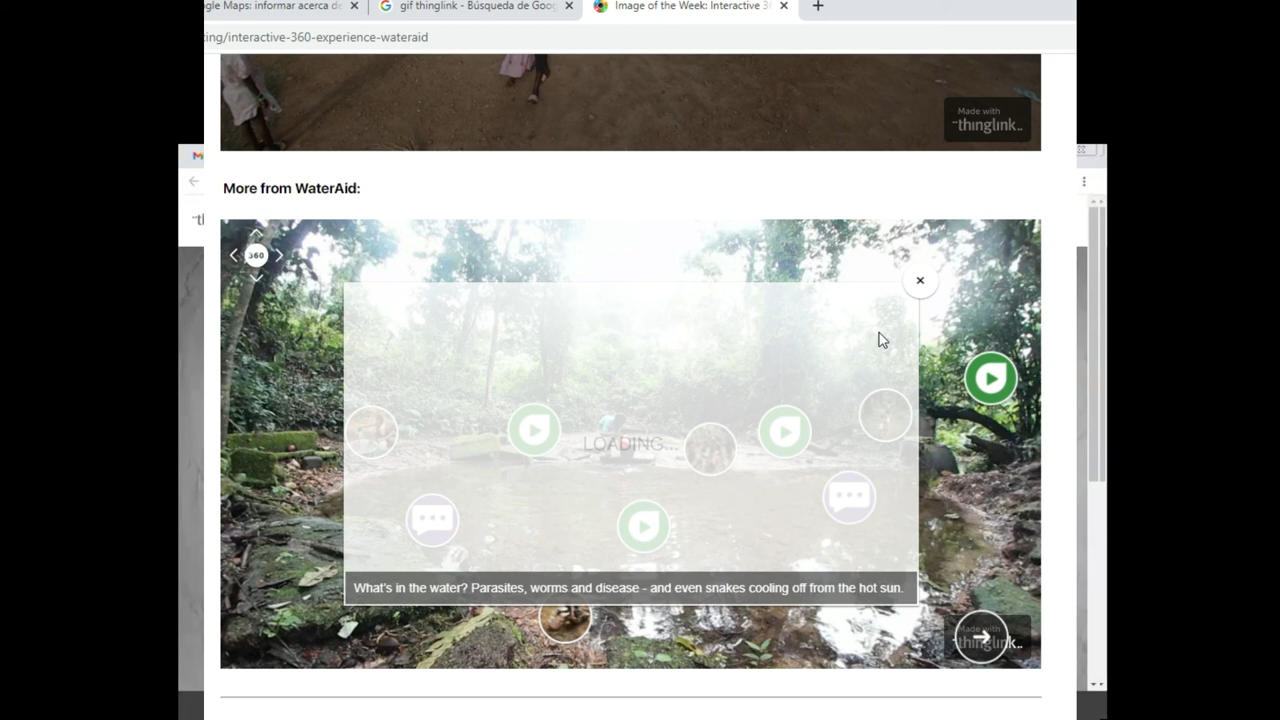 gle Maps: informar acerca de
gif thinglink - Búsqueda de Goog
Image of the Week: Interactive 3
ing/interactive-360-experience-wateraid
Made with
thinglink..
More from WaterAid:
360
LOADING...
What's in the water? Parasites, worms and disease - and even snakes cooling off from the hot sun.
Made with
thinglink..